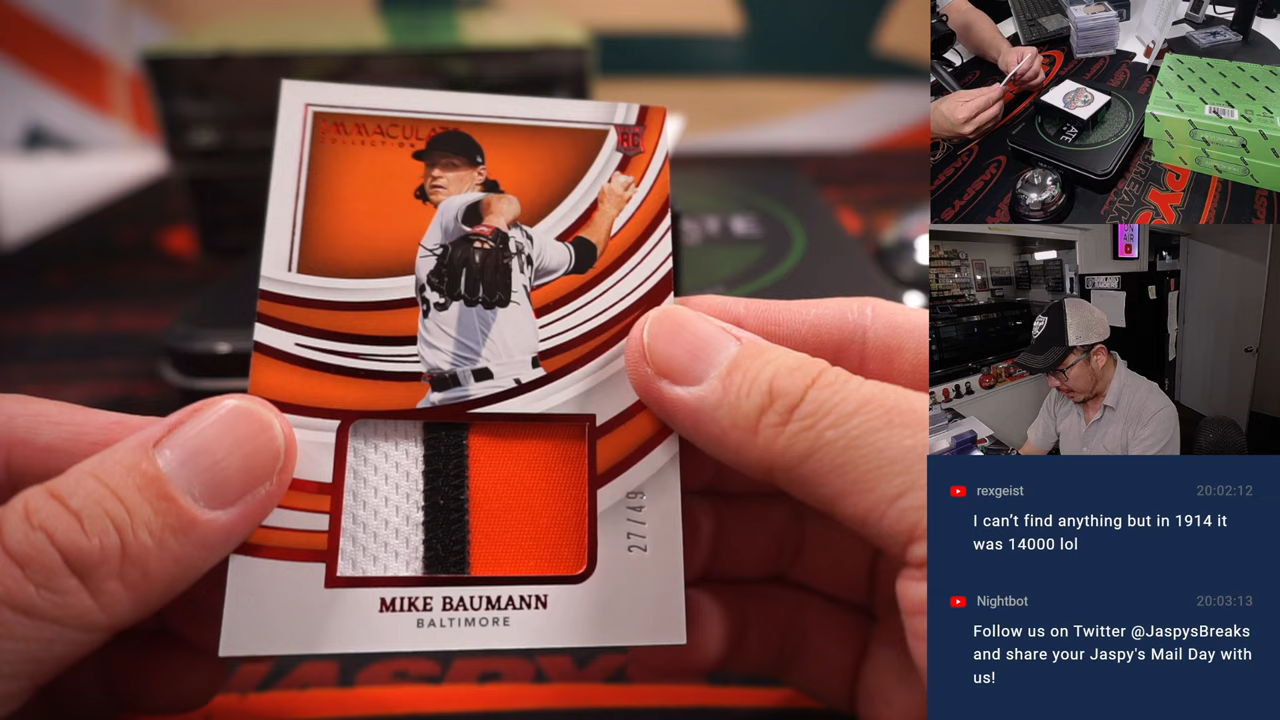 IMMACULATE
COLLECTION
RC
27/49
MIKE BAUMANN
BALTIMORE
JASPYS
rexgeist 20:02:12
I can't find anything but in 1914 it
was 14000 lol
Nightbot 20:03:13
Follow us on Twitter @JaspysBreaks
and share your Jaspy's Mail Day with
us!